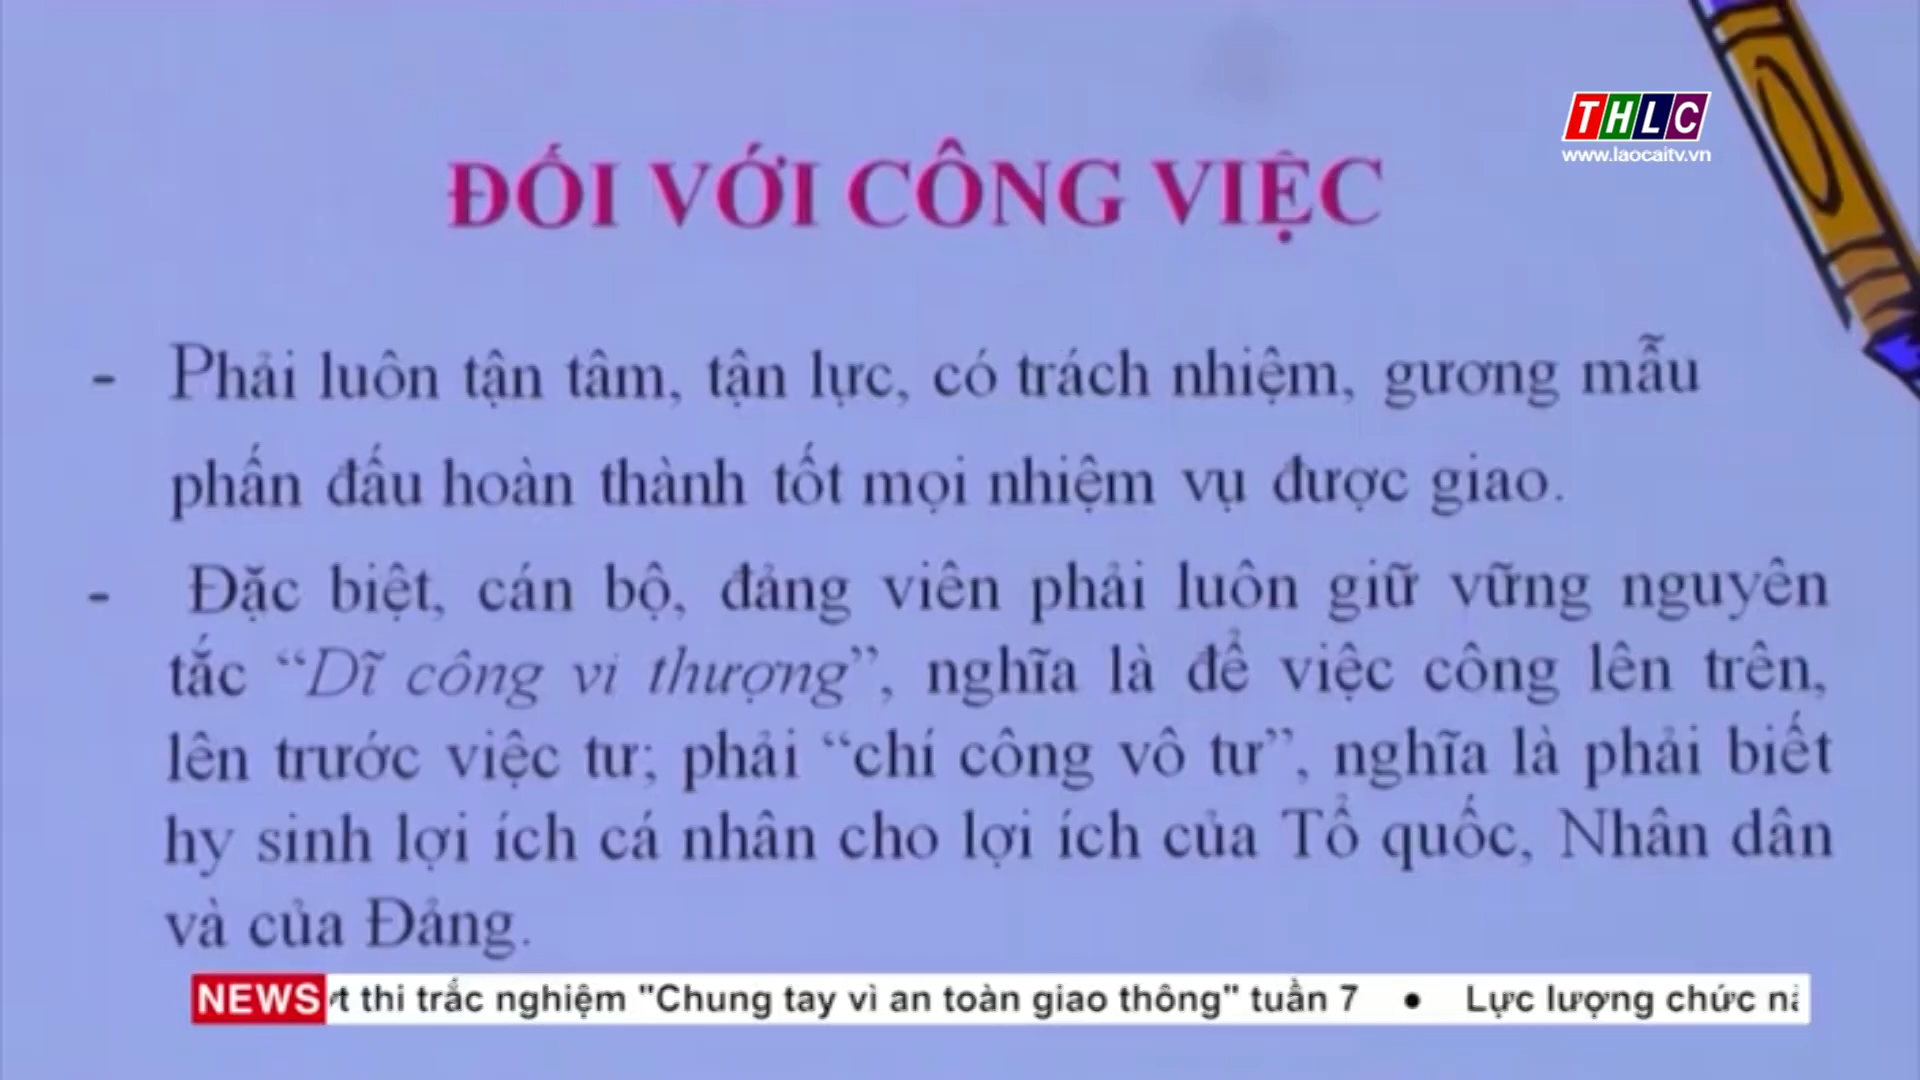 THLC
www.laocaitv.vn
ĐỐI VỚI CÔNG VIỆC
- Phải luôn tận tâm, tận lực, có trách nhiệm, gương mẫu
phấn đấu hoàn thành tốt mọi nhiệm vụ được giao.
- Đặc biệt, cán bộ, đảng viên phải luôn giữ vững nguyên
tắc “Dĩ công vi thượng”, nghĩa là để việc công lên trên,
lên trước việc tư; phải “chí công vô tư”, nghĩa là phải biết
hy sinh lợi ích cá nhân cho lợi ích của Tổ quốc, Nhân dân
và của Đảng.
NEWS thi trắc nghiệm "Chung tay vì an toàn giao thông" tuần 7 • Lực lượng chức